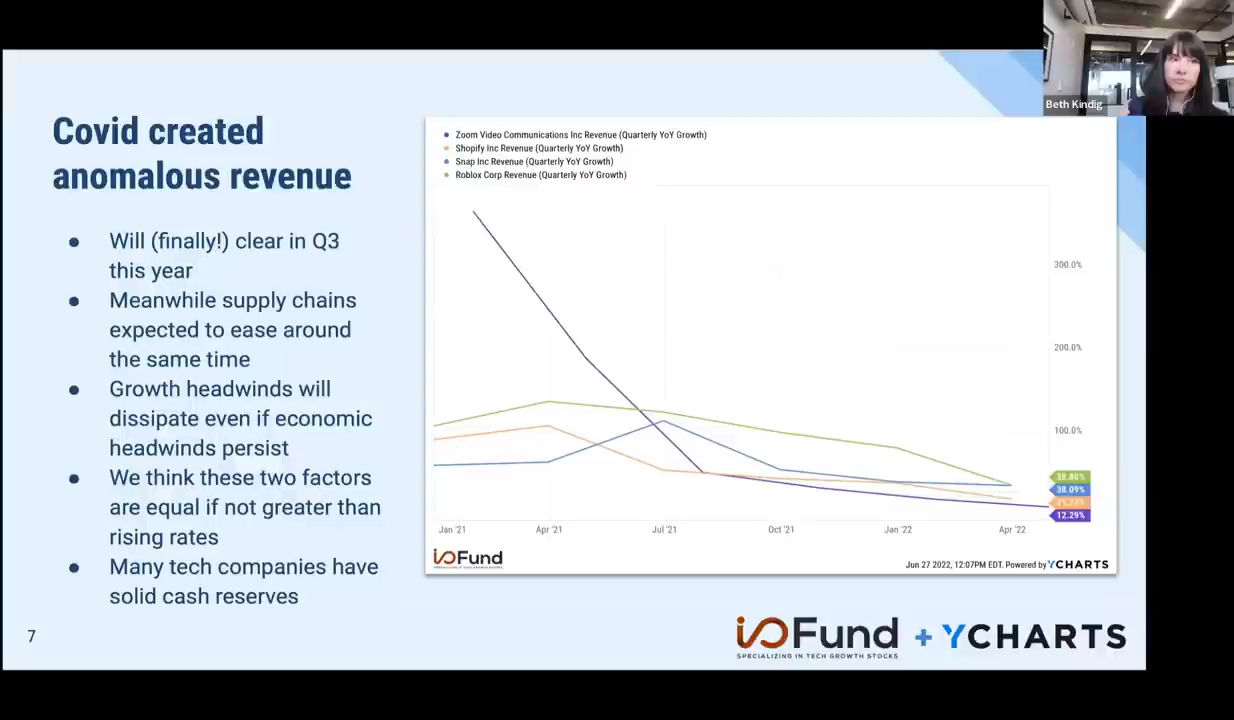 Beth Kindig
Covid created
anomalous revenue
● Will (finally!) clear in Q3
this year
● Meanwhile supply chains
expected to ease around
the same time
● Growth headwinds will
dissipate even if economic
headwinds persist
● We think these two factors
are equal if not greater than
rising rates
● Many tech companies have
solid cash reserves
7
Zoom Video Communications Inc Revenue (Quarterly YoY Growth)
Shopify Inc Revenue (Quarterly YoY Growth)
Snap Inc Revenue (Quarterly YoY Growth)
Roblox Corp Revenue (Quarterly YoY Growth)
300.0%
200.0%
100.0%
38.09%
12.29%
Jan '21 Apr '21 Jul '21 Oct '21 Jan '22 Apr '22
I/O Fund
Jun 27 2022, 12:07PM EDT. Powered by YCHARTS
I/O Fund + YCHARTS
SPECIALIZING IN TECH GROWTH STOCKS